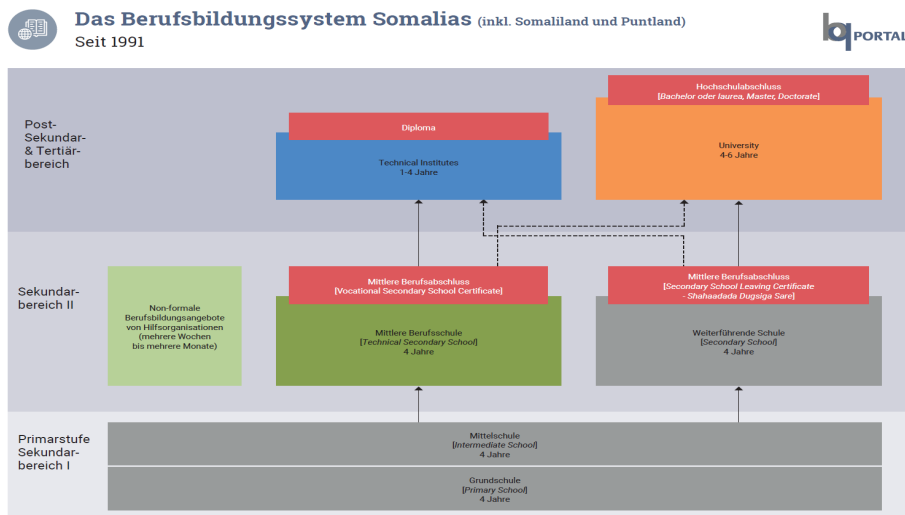 Das Berufsbildungssystem Somalias (inkl. Somaliland und Puntland)
Seit 1991
bq PORTAL
Post-
Sekundar-
& Tertiär-
bereich
Diploma
Technical Institutes
1-4 Jahre
Hochschulabschluss
[Bachelor oder laurea, Master, Doctorate]
University
4-6 Jahre
Sekundar-
bereich II
Non-formale
Berufsbildungsangebote
von Hilfsorganisationen
(mehrere Wochen
bis mehrere Monate)
Mittlere Berufsabschluss
[Vocational Secondary School Certificate]
Mittlere Berufsschule
[Technical Secondary School]
4 Jahre
Mittlere Berufsabschluss
[Secondary School Leaving Certificate
- Shahaadada Dugsiga Sare]
Weiterführende Schule
[Secondary School]
4 Jahre
Primarstufe
Sekundar-
bereich I
Mittelschule
[Intermediate School]
4 Jahre
Grundschule
[Primary School]
4 Jahre